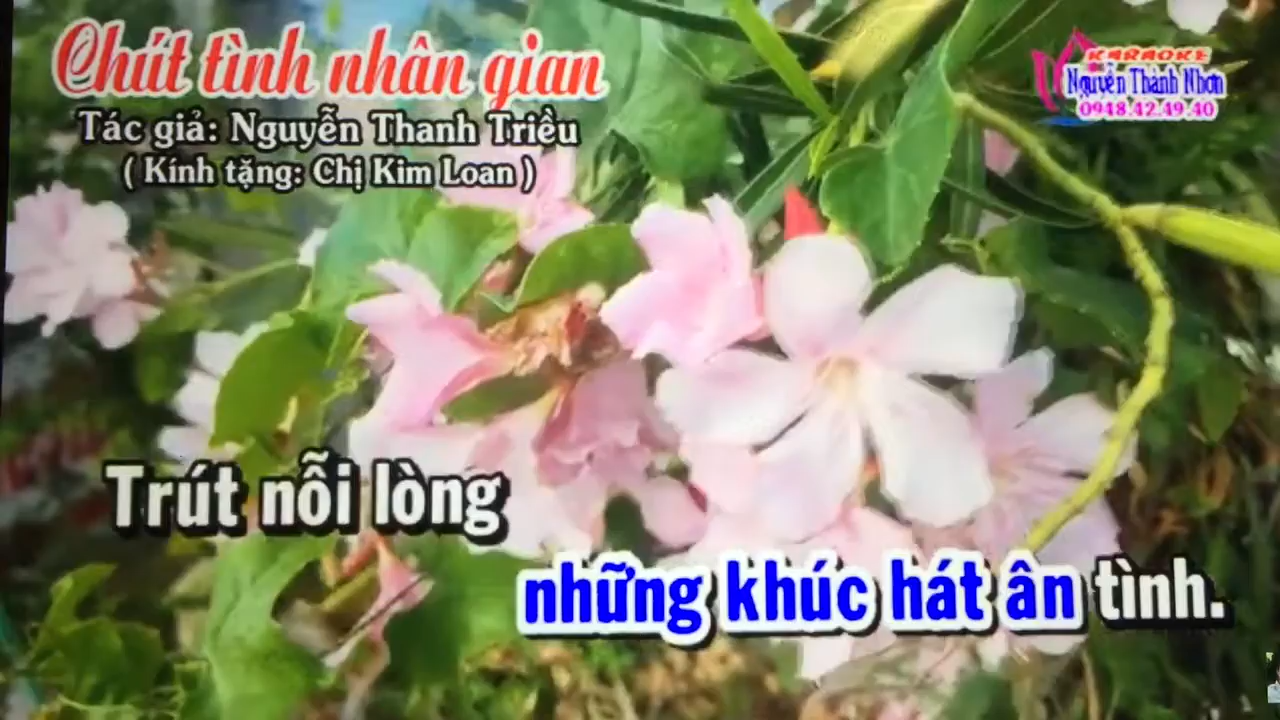 Chút tình nhân gian
Tác giả: Nguyễn Thanh Triều
( Kính tặng: Chị Kim Loan )
KARAOKE
Nguyễn Thành Nhơn
0948.42.49.40
Trút nỗi lòng
những khúc hát ân tình.